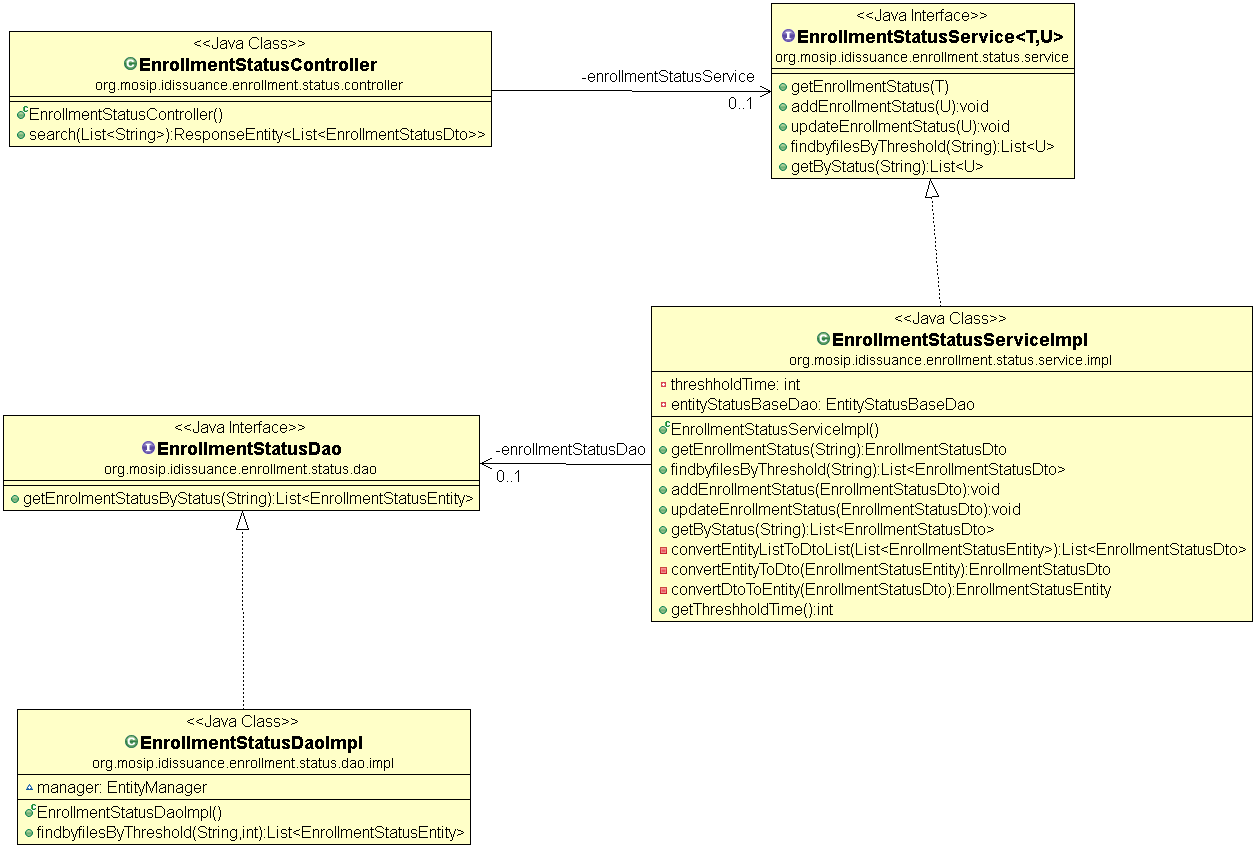 <<Java Class>>
EnrollmentStatusController
org.mosip.idissuance.enrollment.status.controller
EnrollmentStatusController()
search(List<String>):ResponseEntity<List<EnrollmentStatusDto>>
-enrollmentStatusService
0..1
<<Java Interface>>
EnrollmentStatusService<T,U>
org.mosip.idissuance.enrollment.status.service
getEnrollmentStatus(T)
addEnrollmentStatus(U):void
updateEnrollmentStatus(U):void
findbyfilesByThreshold(String):List<U>
getByStatus(String):List<U>
<<Java Class>>
EnrollmentStatusServiceImpl
org.mosip.idissuance.enrollment.status.service.impl
threshholdTime: int
entityStatusBaseDao: EntityStatusBaseDao
EnrollmentStatusServiceImpl()
getEnrollmentStatus(String):EnrollmentStatusDto
findbyfilesByThreshold(String):List<EnrollmentStatusDto>
addEnrollmentStatus(EnrollmentStatusDto):void
updateEnrollmentStatus(EnrollmentStatusDto):void
getByStatus(String):List<EnrollmentStatusDto>
convertEntityListToDtoList(List<EnrollmentStatusEntity>):List<EnrollmentStatusDto>
convertEntityToDto(EnrollmentStatusEntity):EnrollmentStatusDto
convertDtoToEntity(EnrollmentStatusDto):EnrollmentStatusEntity
getThreshholdTime():int
-enrollmentStatusDao
0..1
<<Java Interface>>
EnrollmentStatusDao
org.mosip.idissuance.enrollment.status.dao
getEnrolmentStatusByStatus(String):List<EnrollmentStatusEntity>
<<Java Class>>
EnrollmentStatusDaoImpl
org.mosip.idissuance.enrollment.status.dao.impl
manager: EntityManager
EnrollmentStatusDaoImpl()
findbyfilesByThreshold(String,int):List<EnrollmentStatusEntity>